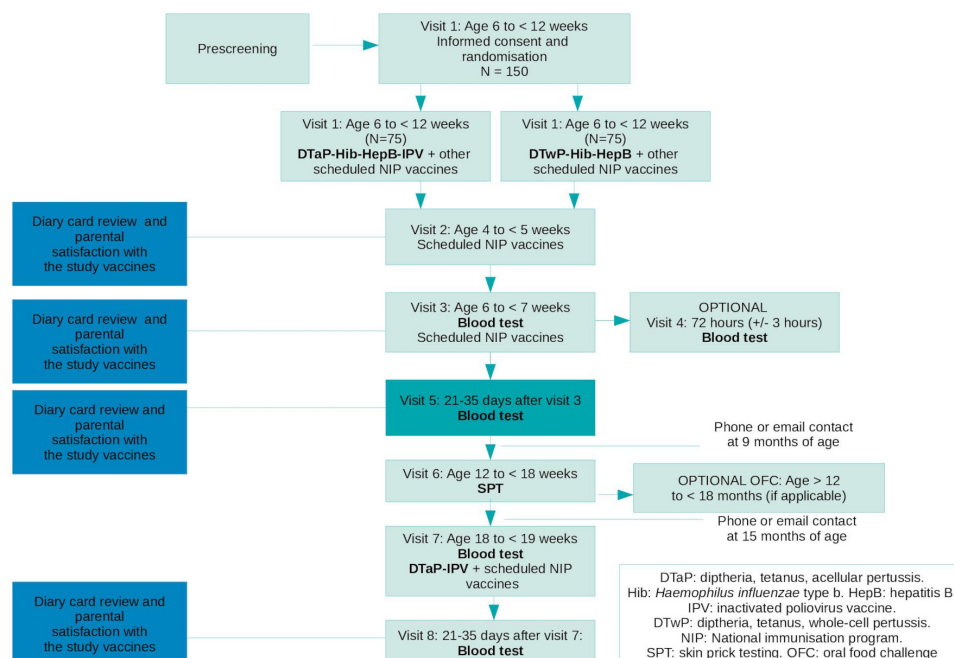 Prescreening
Visit 1: Age 6 to < 12 weeks
Informed consent and
randomisation
N = 150
Visit 1: Age 6 to < 12 weeks
(N=75)
DTaP-Hib-HepB-IPV + other
scheduled NIP vaccines
Visit 1: Age 6 to < 12 weeks
(N=75)
DTwP-Hib-HepB + other
scheduled NIP vaccines
Diary card review and
parental
satisfaction with
the study vaccines
Visit 2: Age 4 to < 5 weeks
Scheduled NIP vaccines
Diary card review and
parental
satisfaction with
the study vaccines
Visit 3: Age 6 to < 7 weeks
Blood test
Scheduled NIP vaccines
OPTIONAL
Visit 4: 72 hours (+/- 3 hours)
Blood test
Diary card review and
parental
satisfaction with
the study vaccines
Visit 5: 21-35 days after visit 3
Blood test
Phone or email contact
at 9 months of age
Visit 6: Age 12 to < 18 weeks
SPT
OPTIONAL OFC: Age > 12
to < 18 months (if applicable)
Phone or email contact
at 15 months of age
Visit 7: Age 18 to < 19 weeks
Blood test
DTaP-IPV + scheduled NIP
vaccines
Diary card review and
parental
satisfaction with
the study vaccines
Visit 8: 21-35 days after visit 7:
Blood test
DTaP: diptheria, tetanus, acellular pertussis.
Hib: Haemophilus influenzae type b. HepB: hepatitis B
IPV: inactivated poliovirus vaccine.
DTwP: diptheria, tetanus, whole-cell pertussis.
NIP: National immunisation program.
SPT: skin prick testing. OFC: oral food challenge